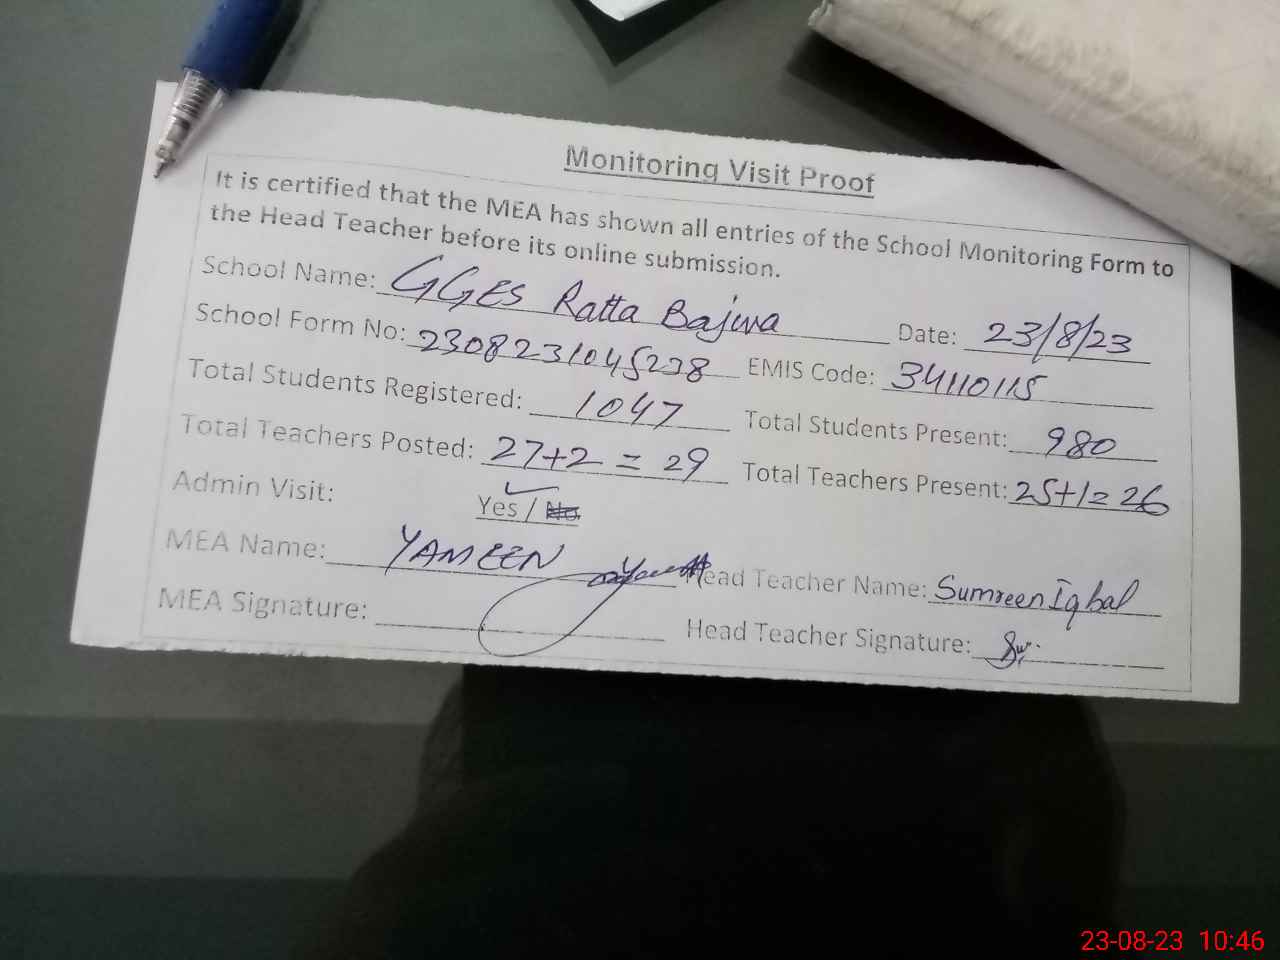 Monitoring Visit Proof
It is certified that the MEA has shown all entries of the School Monitoring Form to
the Head Teacher before its online submission.
School Name: GGES Ratta Bajwa Date: 23/8/23
School Form No: 2308231045238 EMIS Code: 34110115
Total Students Registered: 1047 Total Students Present: 980
Total Teachers Posted: 27+2 = 29 Total Teachers Present: 25+1= 26
Admin Visit: Yes / No
MEA Name: YAMEEN Head Teacher Name: Sumreen Iqbal
MEA Signature: Head Teacher Signature:
23-08-23 10:46